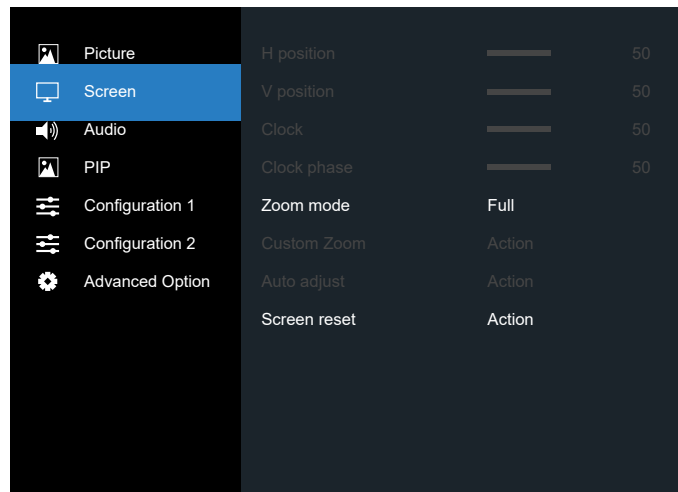 Picture
Screen
Audio
PIP
Configuration 1
Configuration 2
Advanced Option
H position 50
V position 50
Clock 50
Clock phase 50
Zoom mode Full
Custom Zoom Action
Auto adjust Action
Screen reset Action